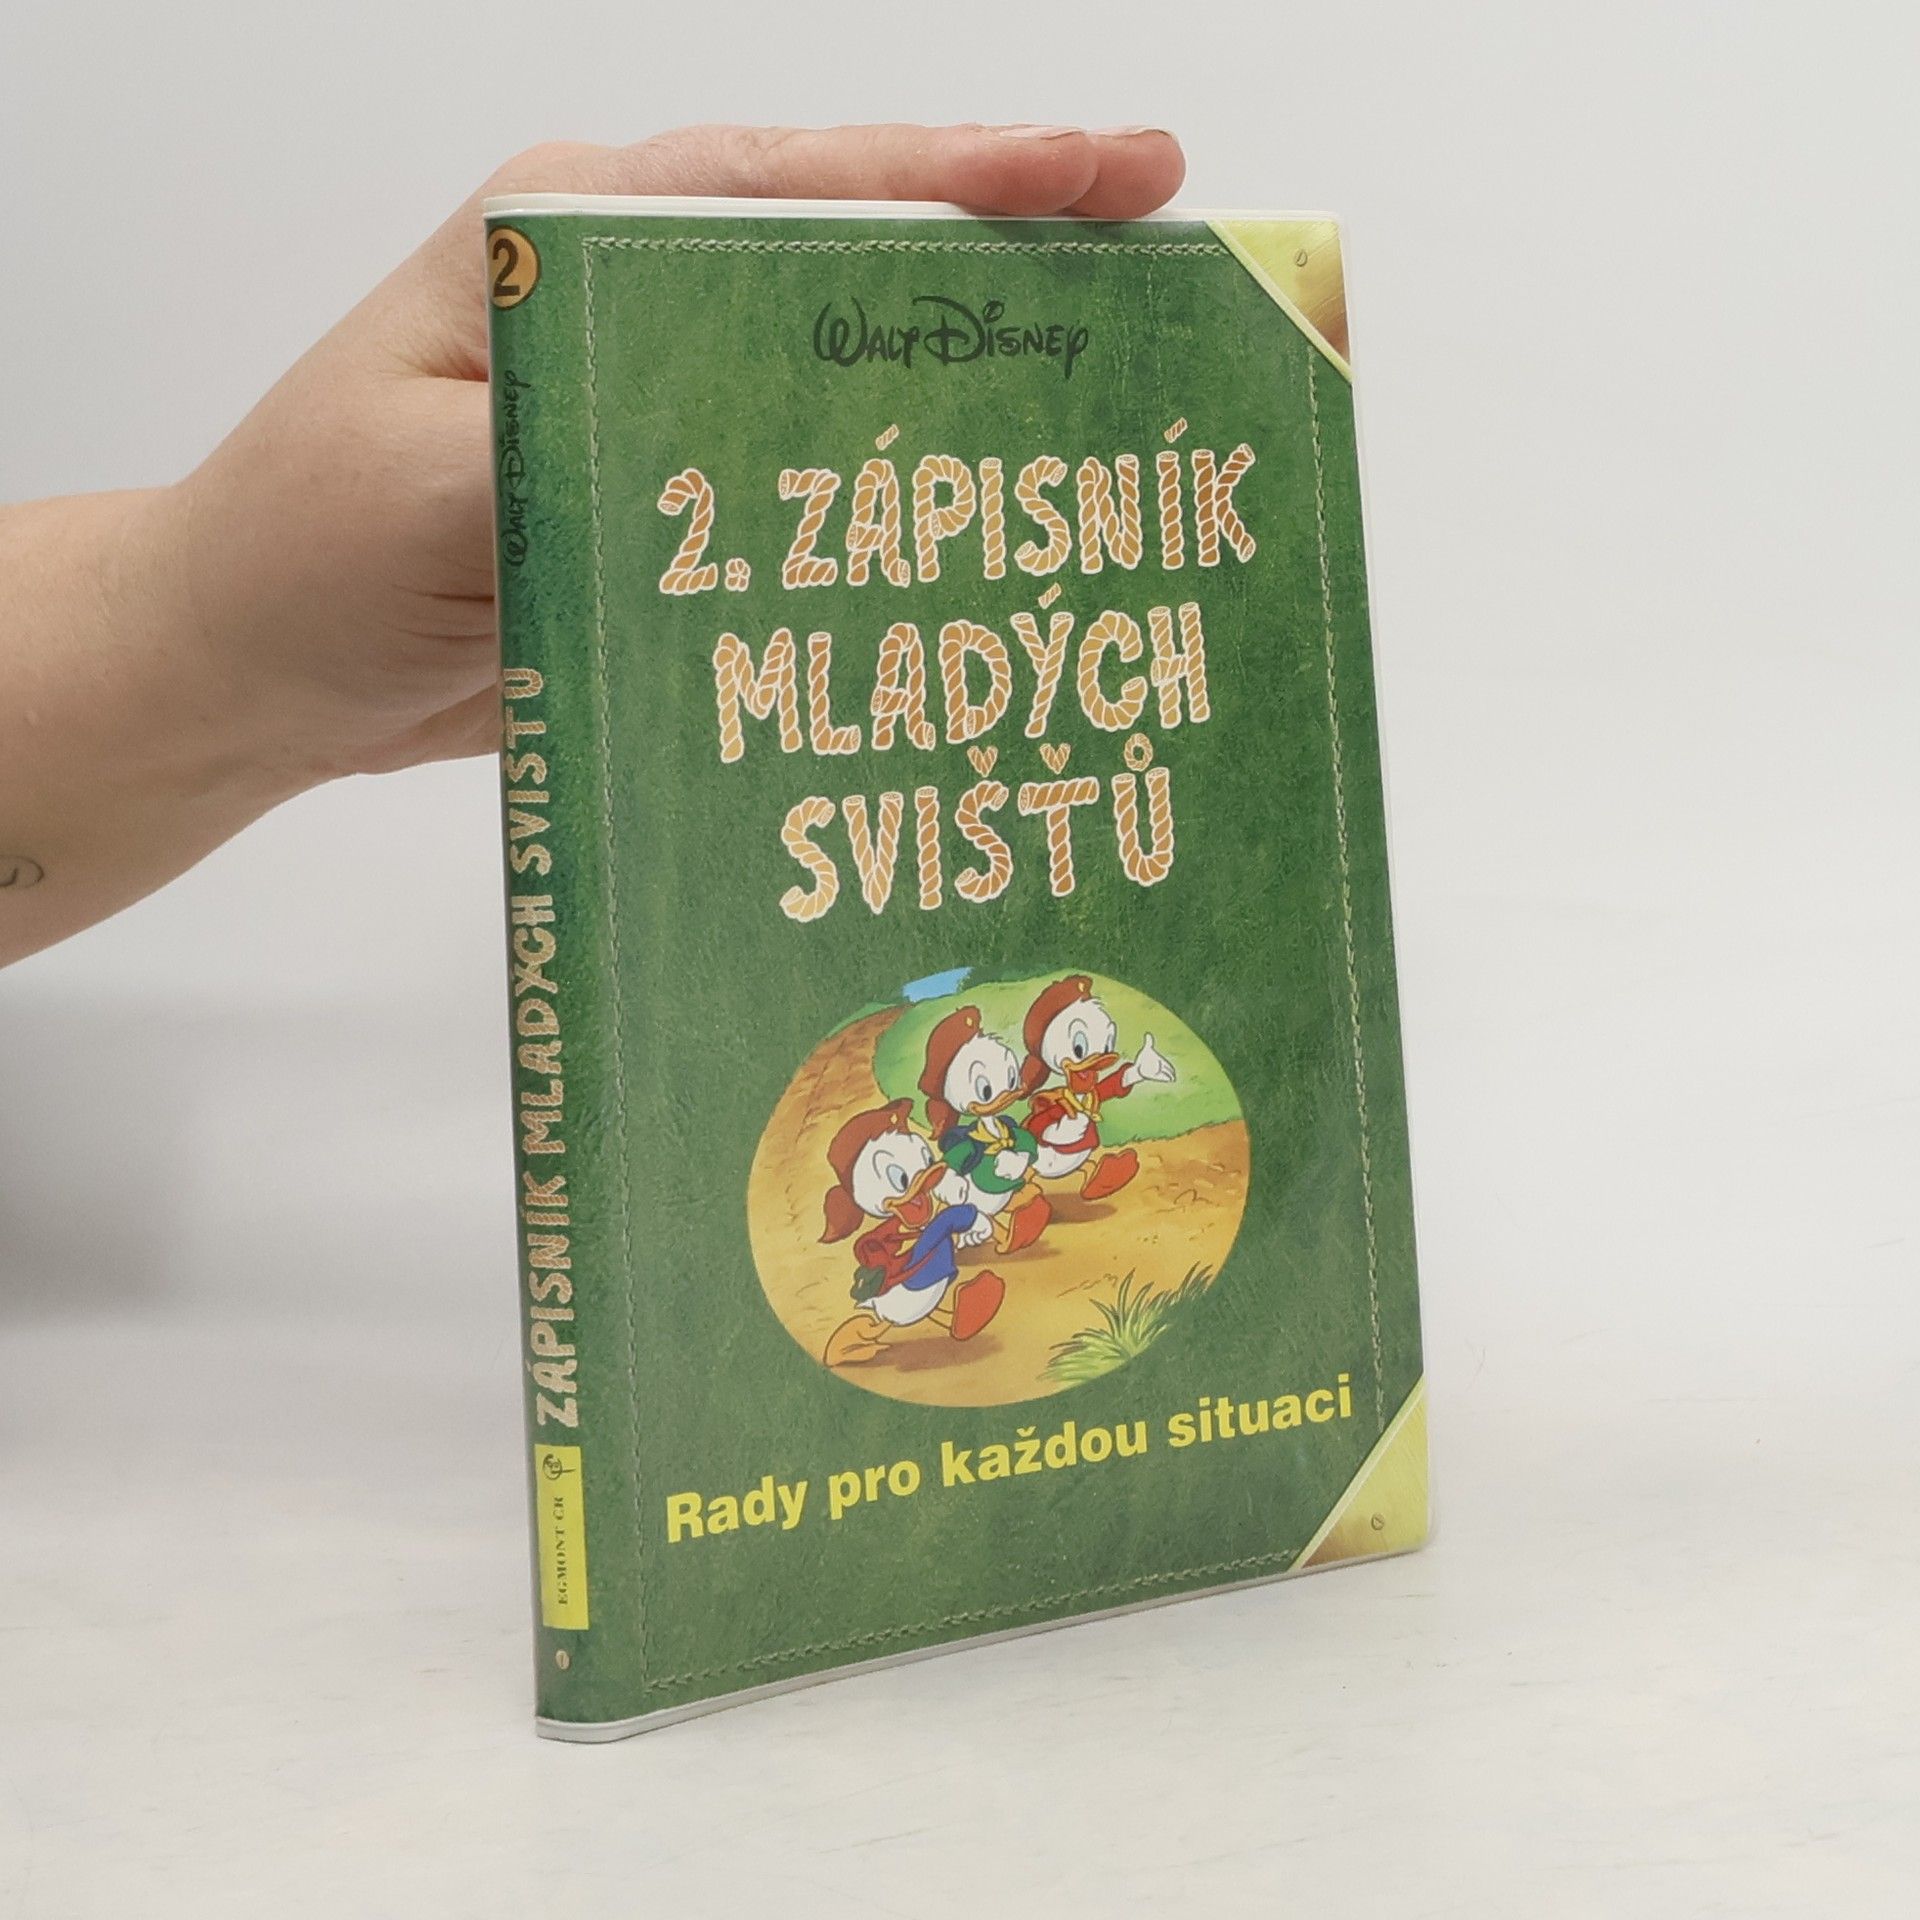 2
WALT DISNEY
ZÁPISNÍK MLADÝCH SVIŠŤŮ
EGMONT ČR
WALT DISNEY
2. ZÁPISNÍK
MLADÝCH
SVIŠŤŮ
Rady pro každou situaci